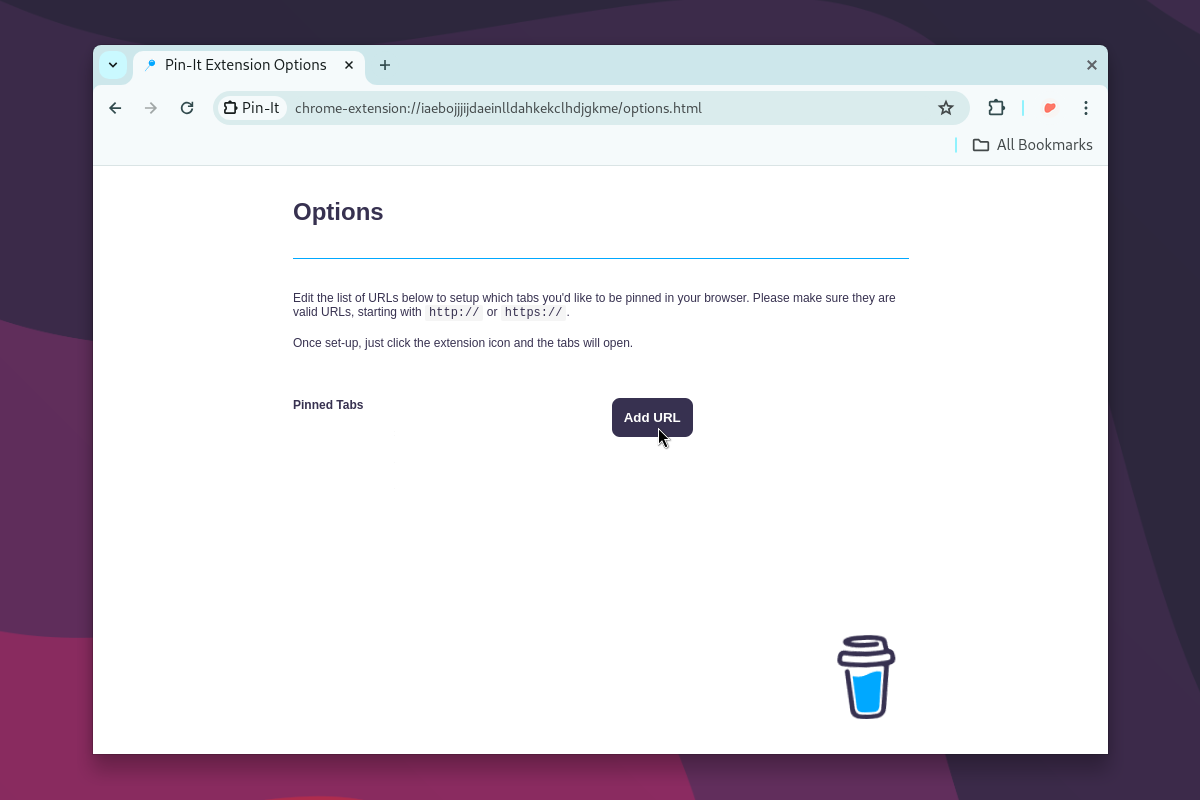 Pin-It Extension Options
Pin-It
chrome-extension://iaebojjjijdaeinlldahkekclhdjgkme/options.html
All Bookmarks
Options
Edit the list of URLs below to setup which tabs you'd like to be pinned in your browser. Please make sure they are
valid URLs, starting with http:// or https://.
Once set-up, just click the extension icon and the tabs will open.
Pinned Tabs
Add URL